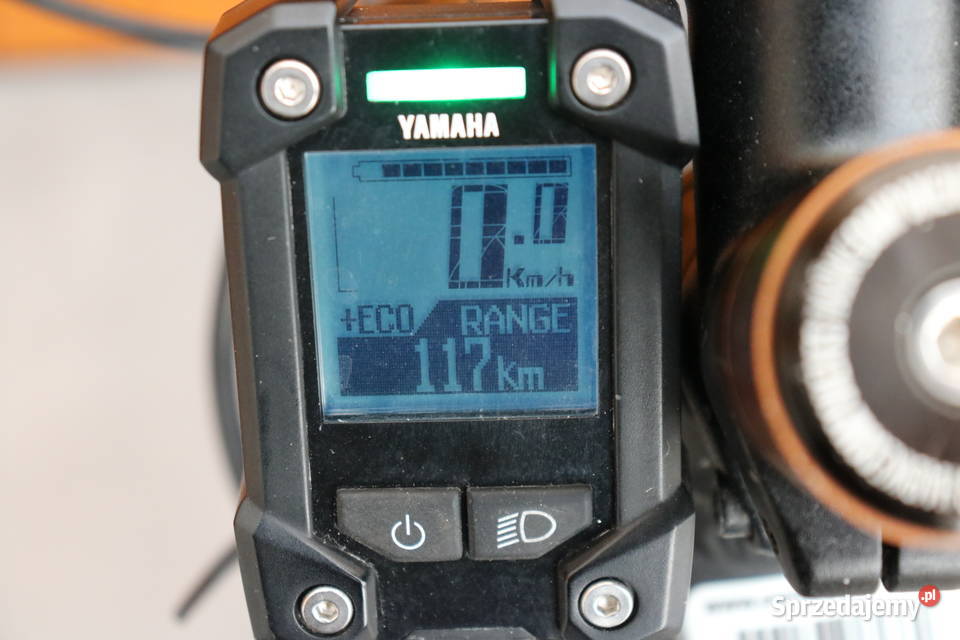 YAMAHA
0.0
Km/h
+ECO RANGE
117km
Sprzedajemy.pl